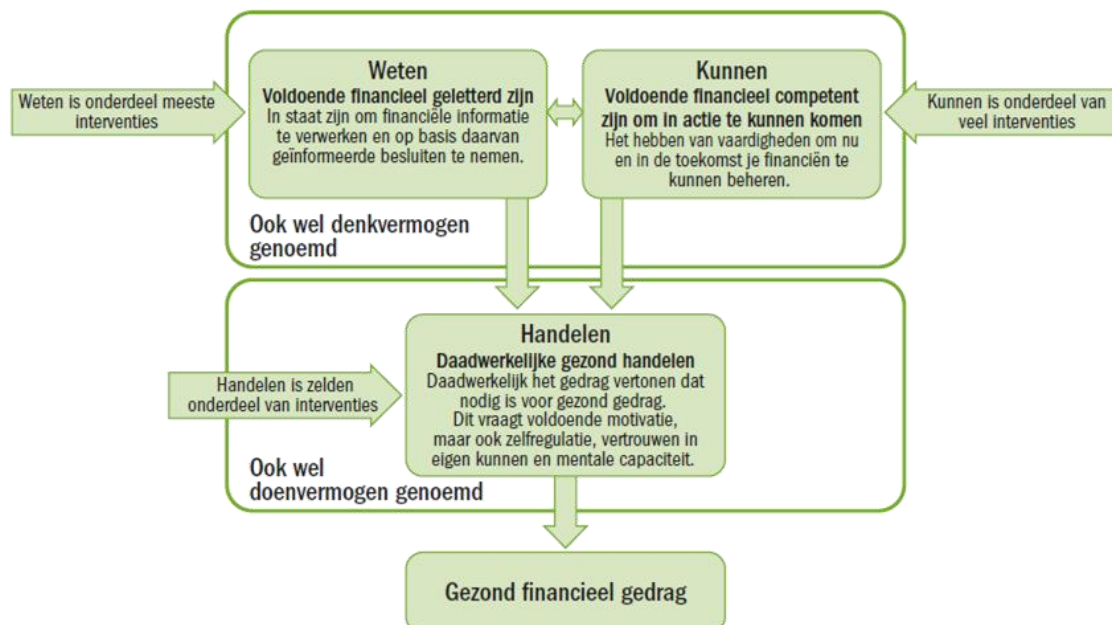 Weten is onderdeel meeste
interventies
Weten
Voldoende financieel geletterd zijn
In staat zijn om financiële informatie
te verwerken en op basis daarvan
geïnformeerde besluiten te nemen.
Kunnen
Voldoende financieel competent
zijn om in actie te kunnen komen
Het hebben van vaardigheden om nu
en in de toekomst je financiën te
kunnen beheren.
Kunnen is onderdeel van
veel interventies
Ook wel denkvermogen
genoemd
Handelen is zelden
onderdeel van interventies
Handelen
Daadwerkelijke gezond handelen
Daadwerkelijk het gedrag vertonen dat
nodig is voor gezond gedrag.
Dit vraagt voldoende motivatie,
maar ook zelfregulatie, vertrouwen in
eigen kunnen en mentale capaciteit.
Ook wel
doenvermogen genoemd
Gezond financieel gedrag